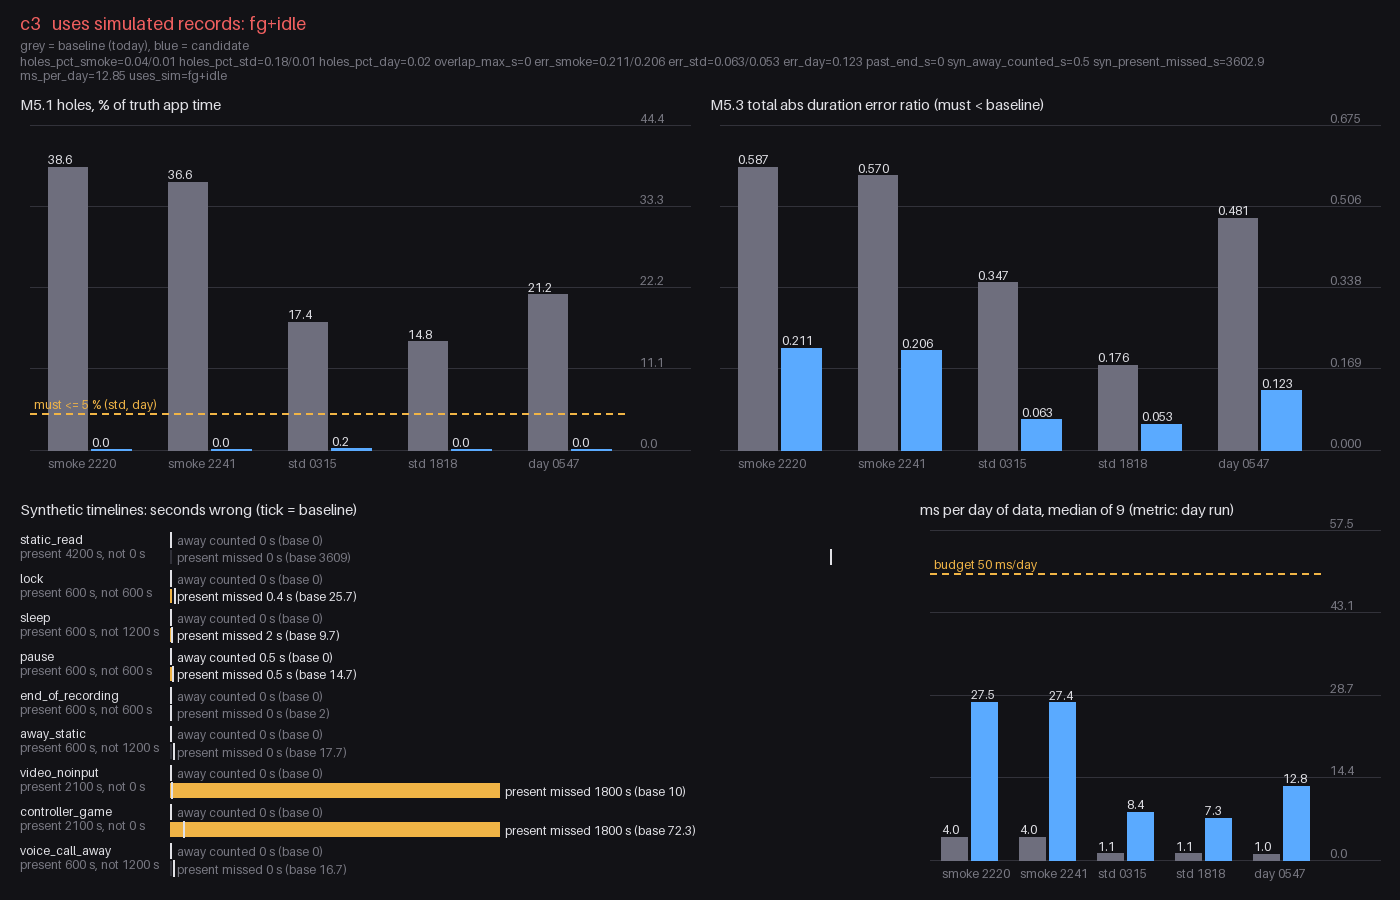 c3 uses simulated records: fg+idle
grey = baseline (today), blue = candidate
holes_pct_smoke=0.04/0.01 holes_pct_std=0.18/0.01 holes_pct_day=0.02 overlap_max_s=0 err_smoke=0.211/0.206 err_std=0.063/0.053 err_day=0.123 past_end_s=0 syn_away_counted_s=0.5 syn_present_missed_s=3602.9
ms_per_day=12.85 uses_sim=fg+idle
M5.1 holes, % of truth app time
44.4
38.6
36.6
33.3
22.2
21.2
17.4
14.8
11.1
must <= 5 % (std, day)
0.0
0.0
0.2
0.0
0.0
0.0
smoke 2220
smoke 2241
std 0315
std 1818
day 0547
M5.3 total abs duration error ratio (must < baseline)
0.675
0.587
0.570
0.506
0.481
0.347
0.338
0.211
0.206
0.176
0.169
0.123
0.063
0.053
0.000
smoke 2220
smoke 2241
std 0315
std 1818
day 0547
Synthetic timelines: seconds wrong (tick = baseline)
static_read
present 4200 s, not 0 s
away counted 0 s (base 0)
present missed 0 s (base 3609)
lock
present 600 s, not 600 s
away counted 0 s (base 0)
present missed 0.4 s (base 25.7)
sleep
present 600 s, not 1200 s
away counted 0 s (base 0)
present missed 2 s (base 9.7)
pause
present 600 s, not 600 s
away counted 0.5 s (base 0)
present missed 0.5 s (base 14.7)
end_of_recording
present 600 s, not 600 s
away counted 0 s (base 0)
present missed 0 s (base 2)
away_static
present 600 s, not 1200 s
away counted 0 s (base 0)
present missed 0 s (base 17.7)
video_noinput
present 2100 s, not 0 s
away counted 0 s (base 0)
present missed 1800 s (base 10)
controller_game
present 2100 s, not 0 s
away counted 0 s (base 0)
present missed 1800 s (base 72.3)
voice_call_away
present 600 s, not 1200 s
away counted 0 s (base 0)
present missed 0 s (base 16.7)
ms per day of data, median of 9 (metric: day run)
57.5
budget 50 ms/day
43.1
28.7
27.5
27.4
14.4
12.8
8.4
7.3
4.0
4.0
1.1
1.1
1.0
0.0
smoke 2220
smoke 2241
std 0315
std 1818
day 0547